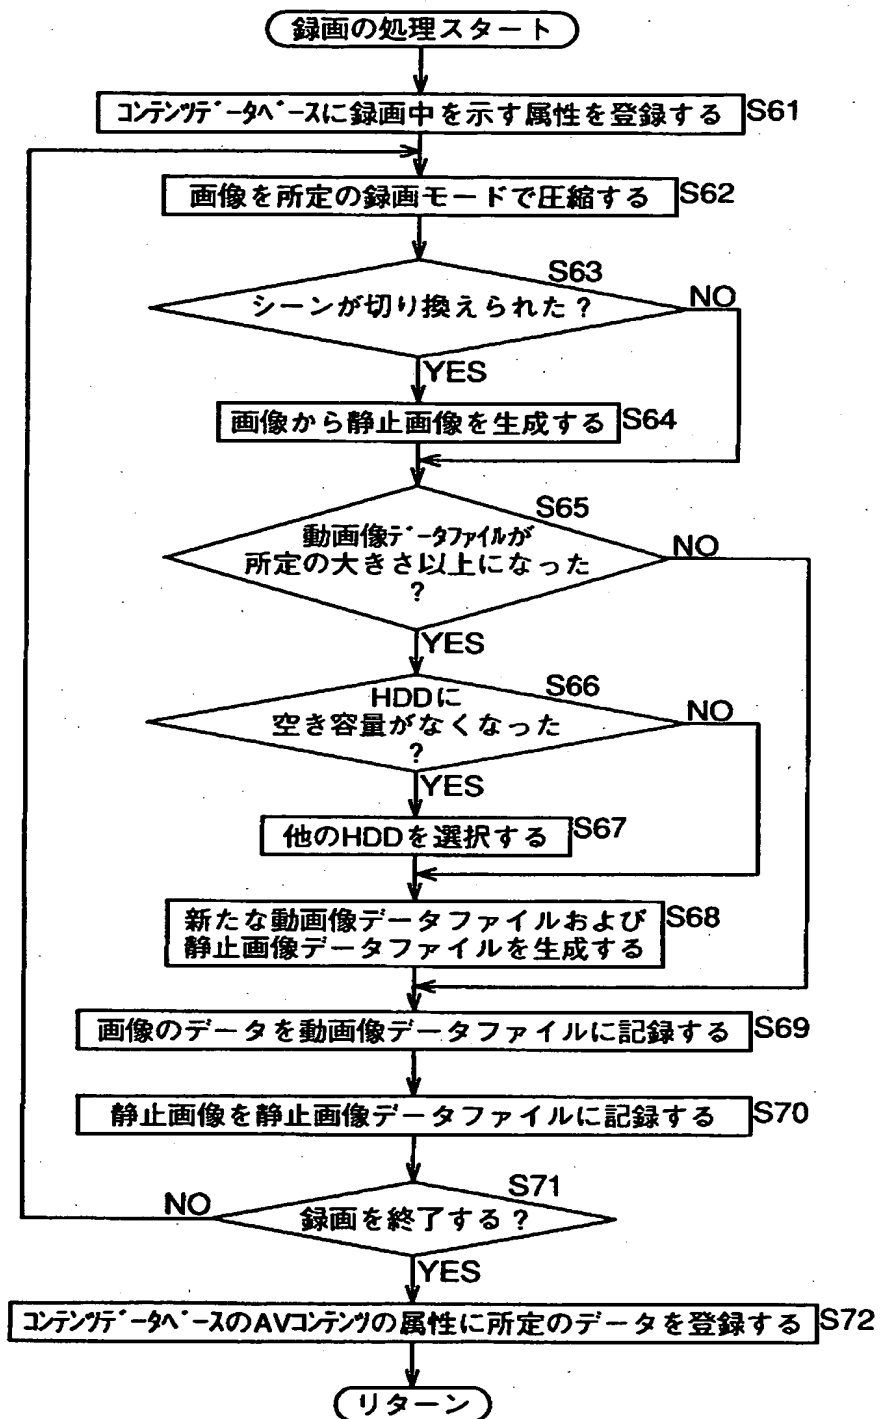 録画の処理スタート
コンテンツデータベースに録画中を示す属性を登録する S61
画像を所定の録画モードで圧縮する S62
S63
シーンが切り換えられた? NO
YES
画像から静止画像を生成する S64
S65
動画像データファイルが
所定の大きさ以上になった
?
NO
YES
S66
HDDに
空き容量がなくなった
?
NO
YES
他のHDDを選択する S67
新たな動画像データファイルおよび
静止画像データファイルを生成する
S68
画像のデータを動画像データファイルに記録する S69
静止画像を静止画像データファイルに記録する S70
S71
NO 録画を終了する?
YES
コンテンツデータベースのAVコンテンツの属性に所定のデータを登録する S72
リターン